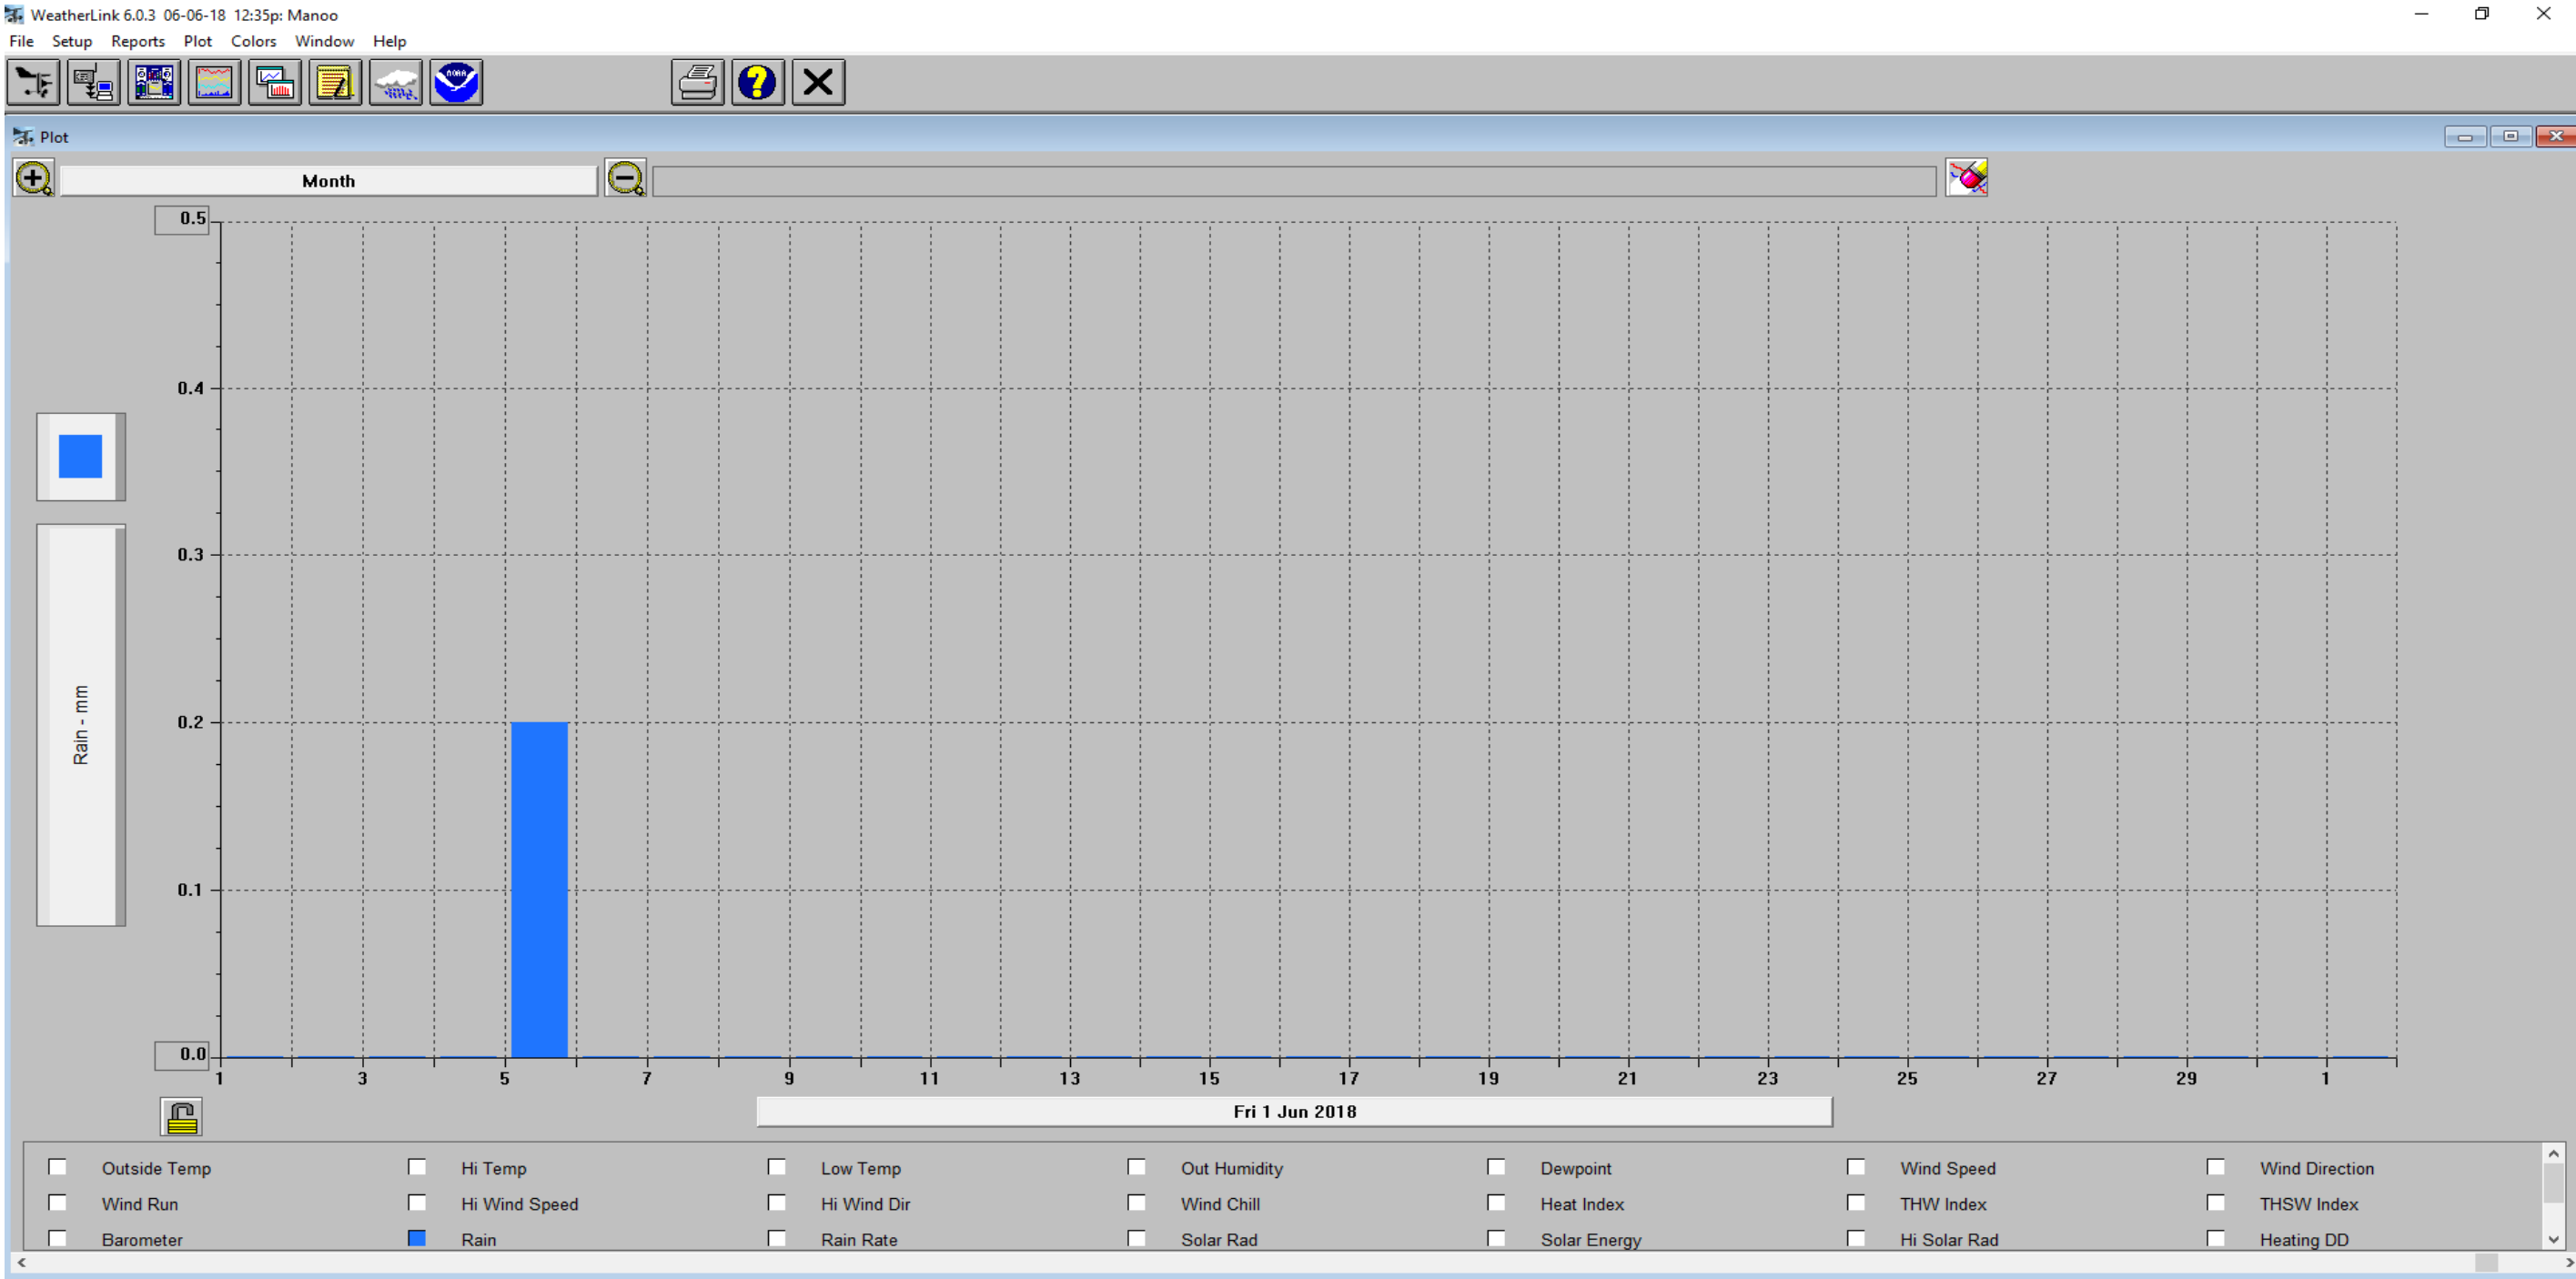 WeatherLink 6.0.3 06-06-18 12:35p: Manoo
File Setup Reports Plot Colors Window Help
NOAA
Plot
Month
0.5
0.4
0.3
0.2
0.1
0.0
Rain - mm
1 3 5 7 9 11 13 15 17 19 21 23 25 27 29 1
Fri 1 Jun 2018
Outside Temp Hi Temp Low Temp Out Humidity Dewpoint Wind Speed Wind Direction
Wind Run Hi Wind Speed Hi Wind Dir Wind Chill Heat Index THW Index THSW Index
Barometer Rain Rain Rate Solar Rad Solar Energy Hi Solar Rad Heating DD